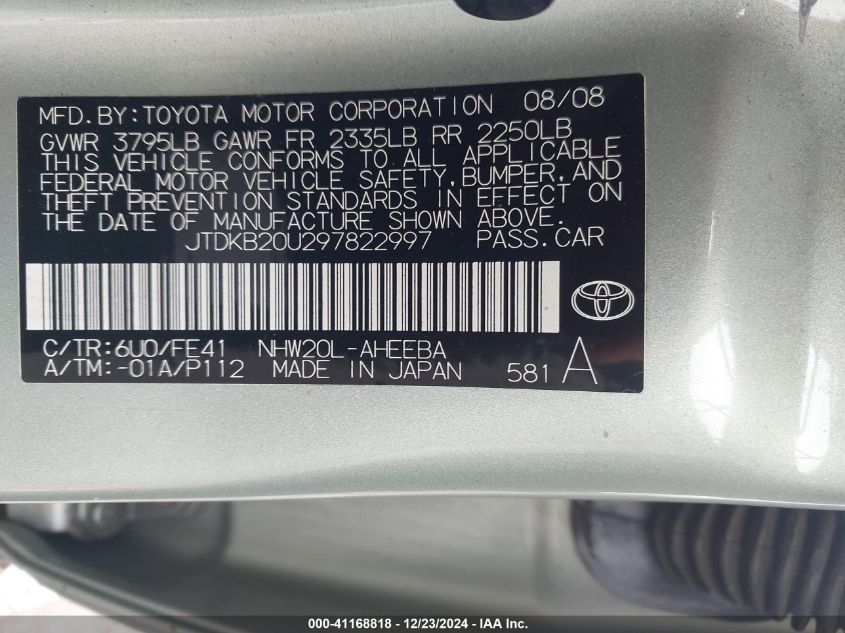 MFD.BY:TOYOTA MOTOR CORPORATION 08/08
GVWR 3795LB GAWR FR 2335LB RR 2250LB
THIS VEHICLE CONFORMS TO ALL APPLICABLE
FEDERAL MOTOR VEHICLE SAFETY,BUMPER,AND
THEFT PREVENTION STANDARDS IN EFFECT ON
THE DATE OF MANUFACTURE SHOWN ABOVE.
JTDKB20U297822997 PASS.CAR
C/TR:6U0/FE41 NHW20L-AHEEBA
A/TM:-01A/P112 MADE IN JAPAN 581 A
000-41168818 - 12/23/2024 - IAA Inc.